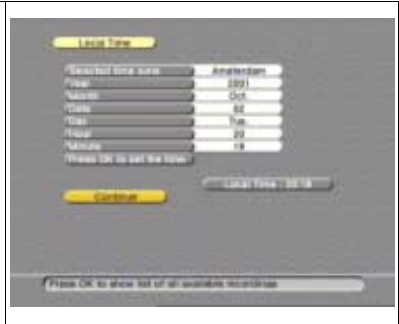 Local Time
Selected time zone Amsterdam
Year 2001
Month Oct.
Date 02
Day Tue.
Hour 20
Minute 18
Press OK to set the time
Local Time : 20:18
Continue
Press OK to show list of all available recordings